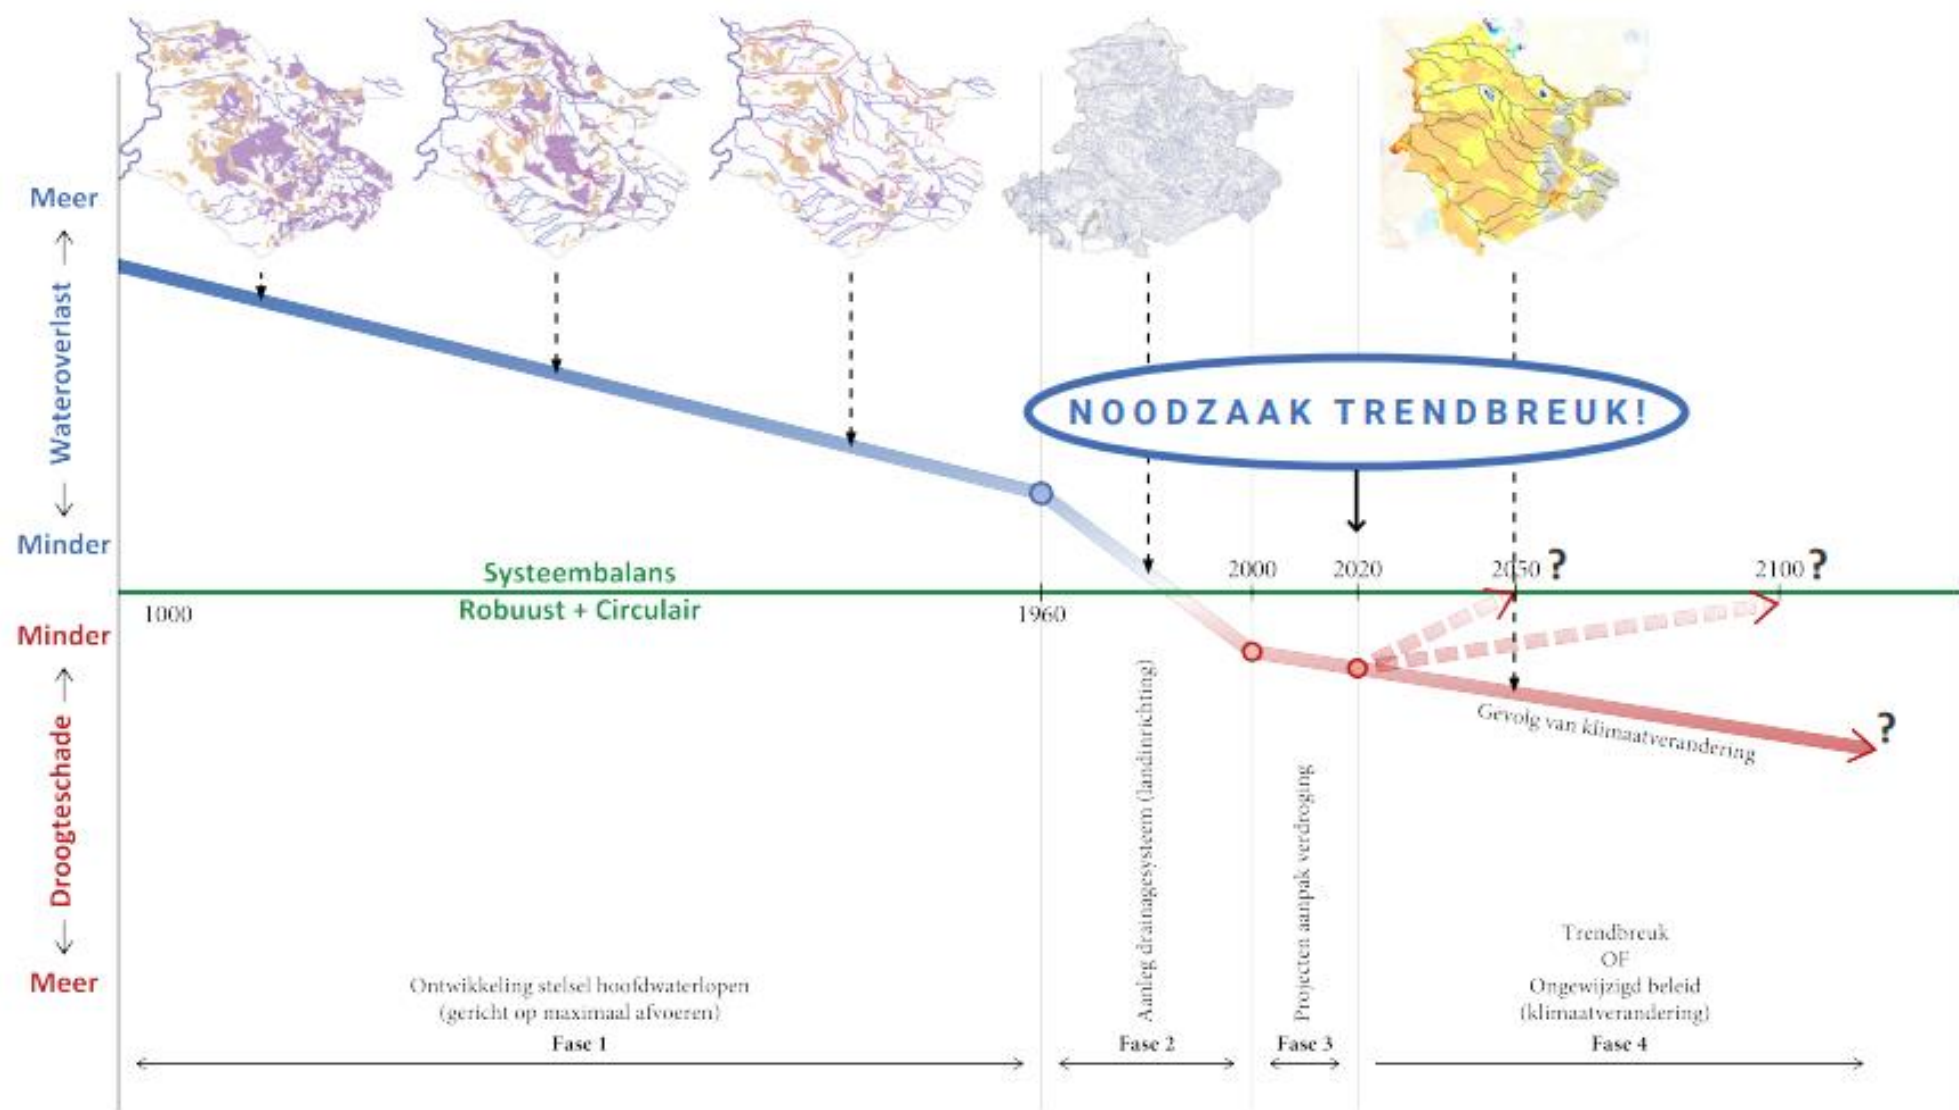 Meer
Wateroverlast
Minder
NOODZAAK TRENDBREUK!
Systeembalans
Robuust + Circulair
1000
1960
2000
2020
2050 ?
2100 ?
Minder
Droogteschade
Meer
Gevolg van klimaatverandering
?
Ontwikkeling stelsel hoofdwaterlopen
(gericht op maximaal afvoeren)
Fase 1
Aanleg drainagesysteem (landinrichting)
Fase 2
Projecten aanpak verdroging
Fase 3
Trendbreuk
OF
Ongewijzigd beleid
(klimaatverandering)
Fase 4